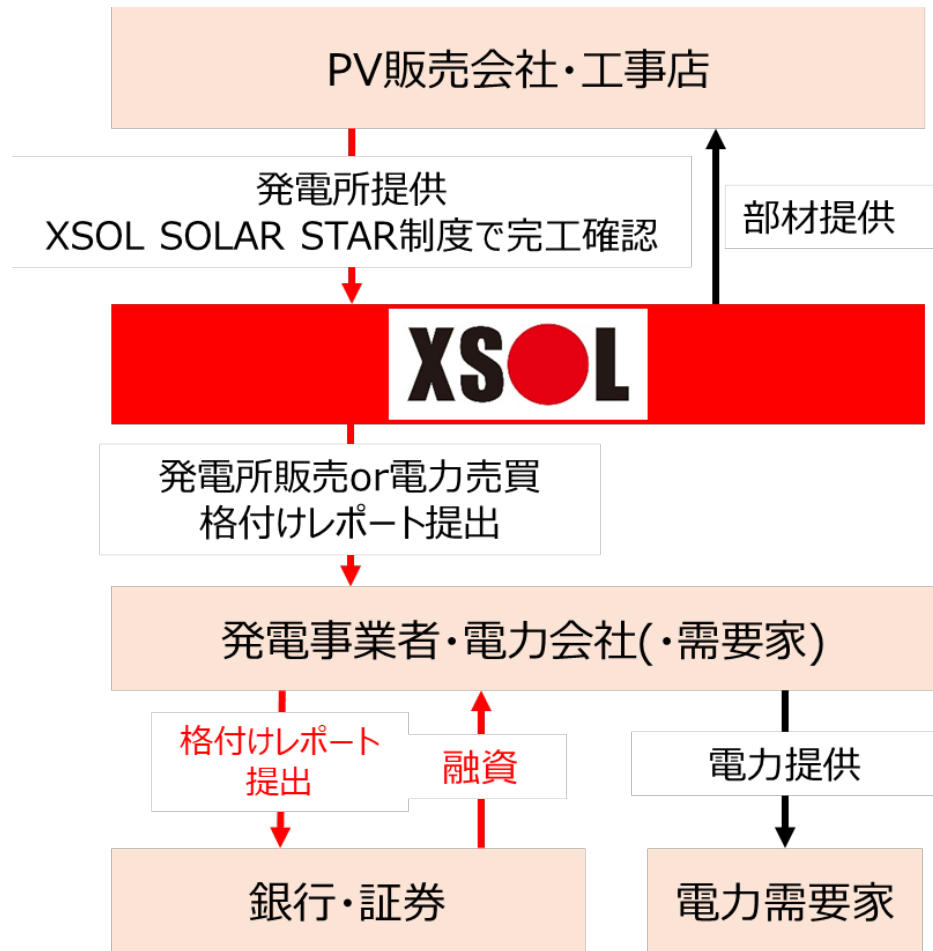 PV販売会社・工事店
発電所提供
XSOL SOLAR STAR制度で完工確認
部材提供
XSOL
発電所販売or電力売買
格付けレポート提出
発電事業者・電力会社(・需要家)
格付けレポート
提出
融資
電力提供
銀行・証券
電力需要家